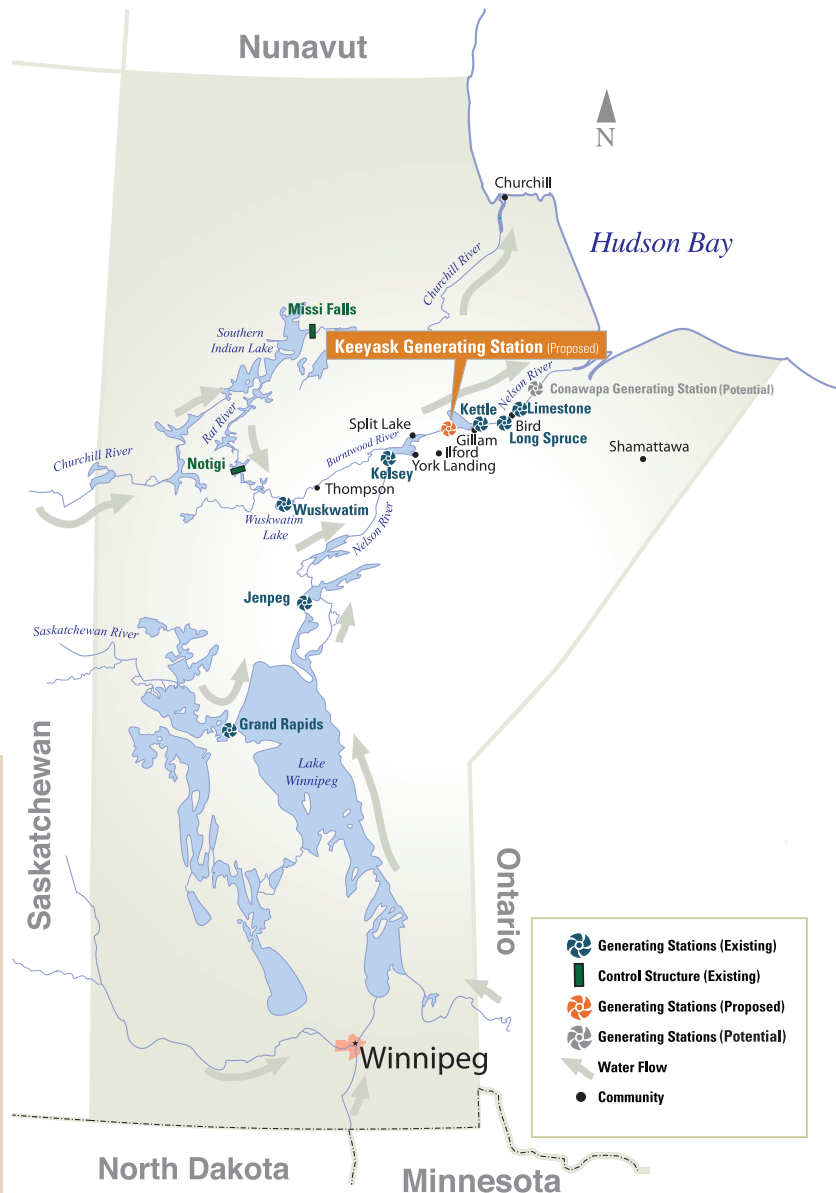 Nunavut
N
Churchill
Hudson Bay
Churchill River
Missi Falls
Southern
Indian Lake
Keeyask Generating Station (Proposed)
Rat River
Nelson River
Conawapa Generating Station (Potential)
Kettle
Limestone
Split Lake
Bird
Gillam
Long Spruce
Burntwood River
Ilford
Shamattawa
Churchill River
Notigi
Kelsey
York Landing
Thompson
Wuskwatim
Wuskwatim
Lake
Nelson River
Jenpeg
Saskatchewan River
Grand Rapids
Lake
Winnipeg
Saskatchewan
Ontario
Generating Stations (Existing)
Control Structure (Existing)
Generating Stations (Proposed)
Generating Stations (Potential)
Water Flow
Community
Winnipeg
North Dakota
Minnesota